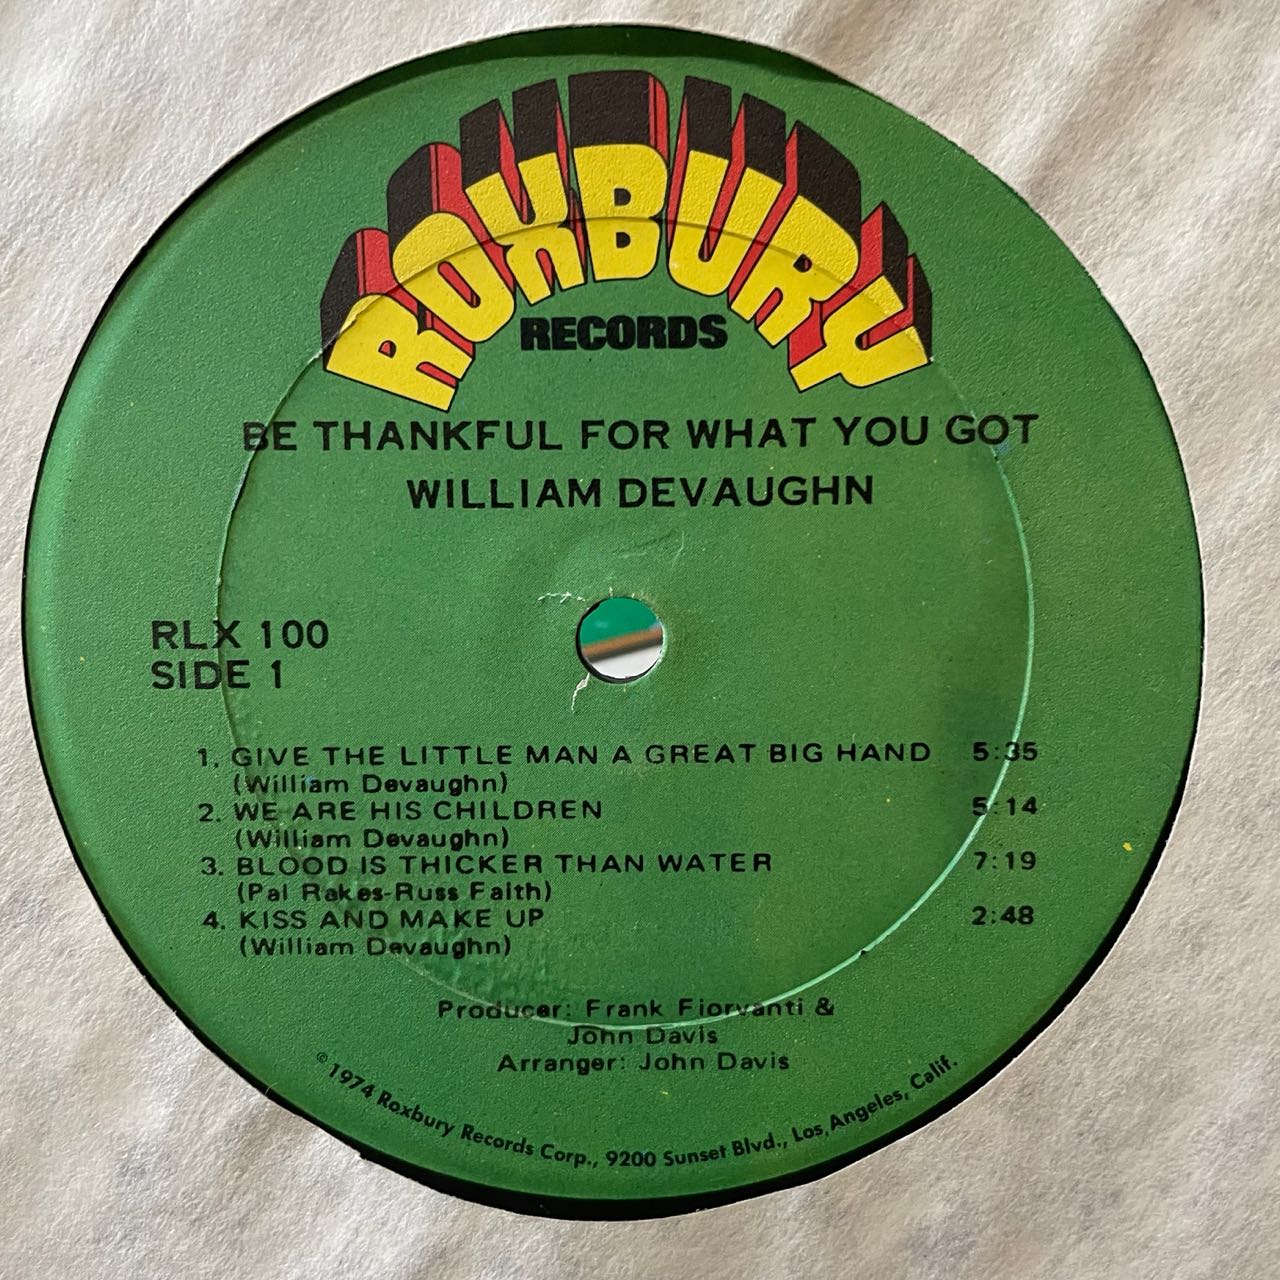 ROXBURY
RECORDS
BE THANKFUL FOR WHAT YOU GOT
WILLIAM DEVAUGHN
RLX 100
SIDE 1
1. GIVE THE LITTLE MAN A GREAT BIG HAND 5:35
(William Devaughn)
2. WE ARE HIS CHILDREN 5:14
(William Devaughn)
3. BLOOD IS THICKER THAN WATER 7:19
(Pal Rakes-Russ Faith)
4. KISS AND MAKE UP 2:48
(William Devaughn)
Producer: Frank Fiorvanti &
John Davis
Arranger: John Davis
© 1974 Roxbury Records Corp., 9200 Sunset Blvd., Los Angeles, Calif.